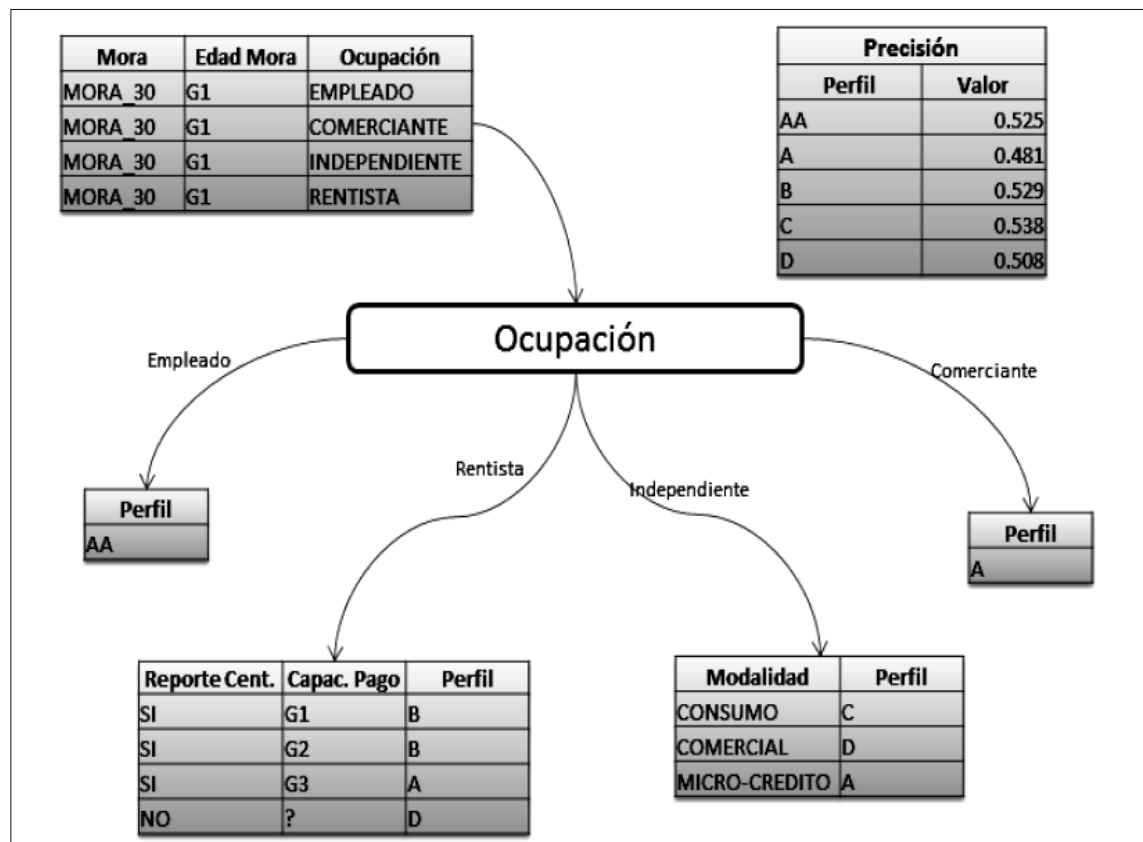 Mora Edad Mora Ocupación
MORA_30 G1 EMPLEADO
MORA_30 G1 COMERCIANTE
MORA_30 G1 INDEPENDIENTE
MORA_30 G1 RENTISTA
Precisión
Perfil Valor
AA 0.525
A 0.481
B 0.529
C 0.538
D 0.508
Ocupación
Empleado
Comerciante
Rentista
Independiente
Perfil
AA
Perfil
A
Reporte Cent. Capac. Pago Perfil
SI G1 B
SI G2 B
SI G3 A
NO ? D
Modalidad Perfil
CONSUMO C
COMERCIAL D
MICRO-CREDITO A